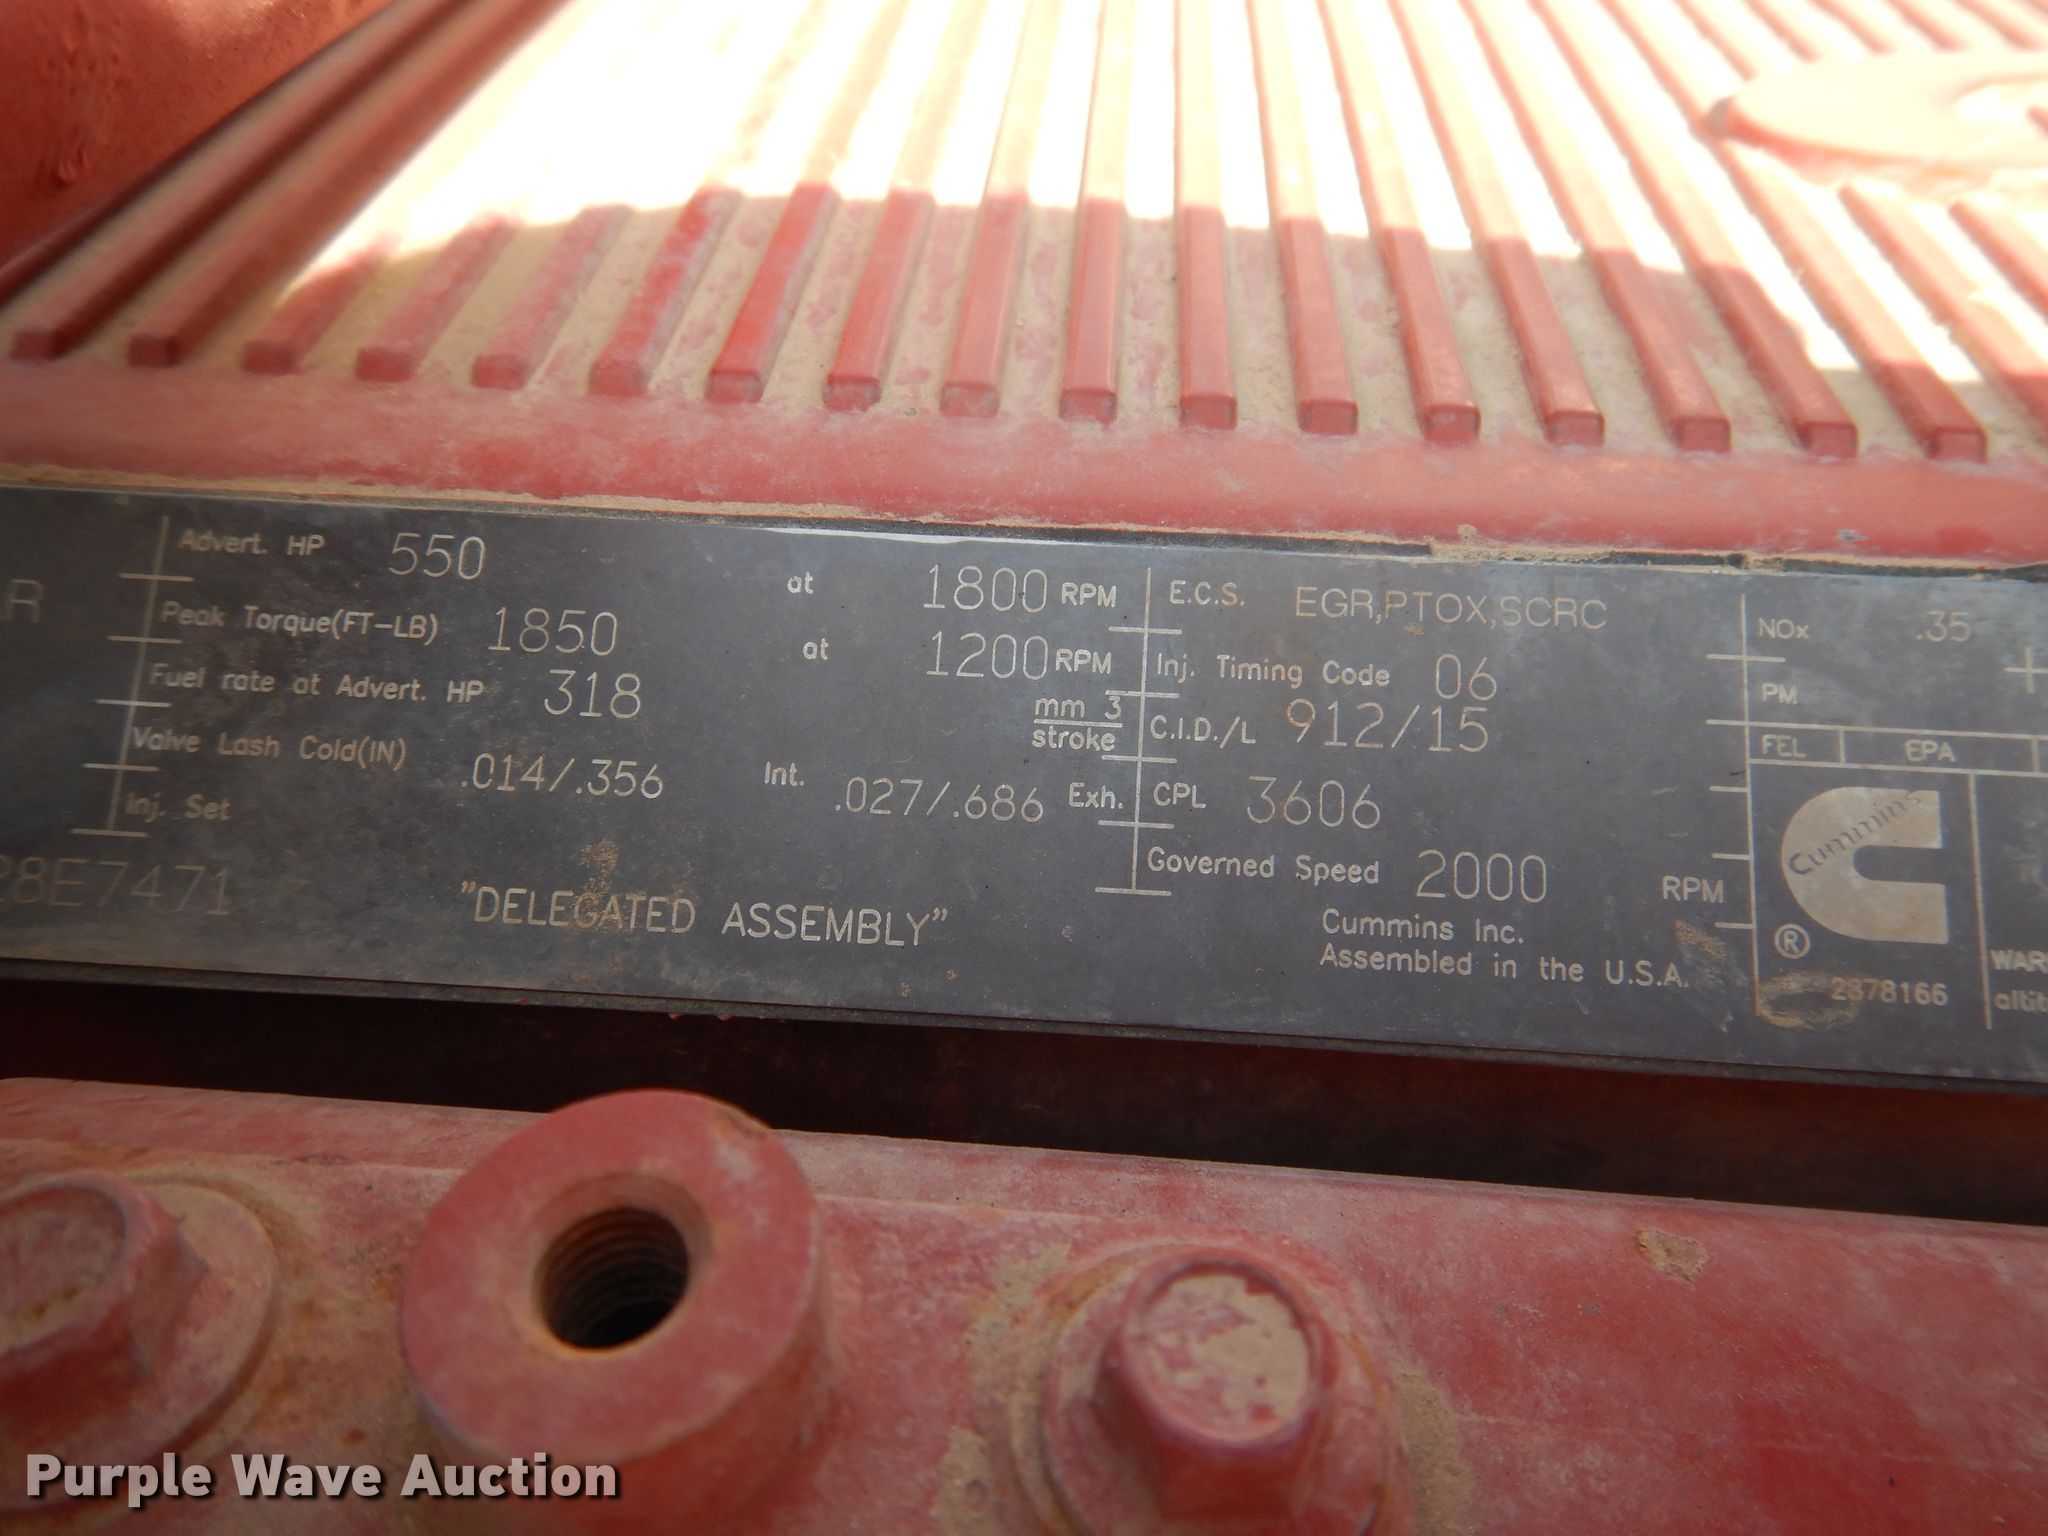 Advert. HP 550 at 1800 RPM
Peak Torque(FT-LB) 1850 at 1200 RPM
Fuel rate at Advert. HP 318 mm 3
stroke
Valve Lash Cold(IN) .014/.356 Int. .027/.686 Exh.
Inj. Set
28E7471
"DELEGATED ASSEMBLY"
E.C.S. EGR,PTOX,SCRC
Inj. Timing Code 06
C.I.D./L 912/15
CPL 3606
Governed Speed 2000 RPM
Cummins Inc.
Assembled in the U.S.A.
NOx .35
PM
FEL EPA
Cummins
®
2878166
Purple Wave Auction